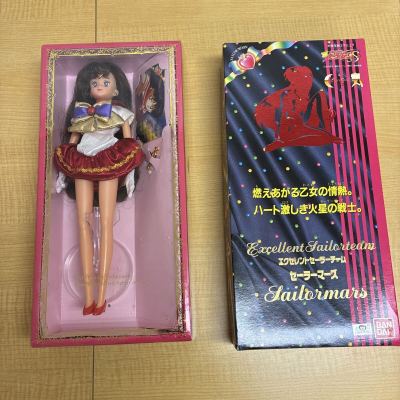 燃えあがる乙女の情熱。
ハート激しき火星の戦士。
Excellent Sailorteam
エクセレントセーラーチーム
セーラーマーズ
Sailormars
BAN
DAI